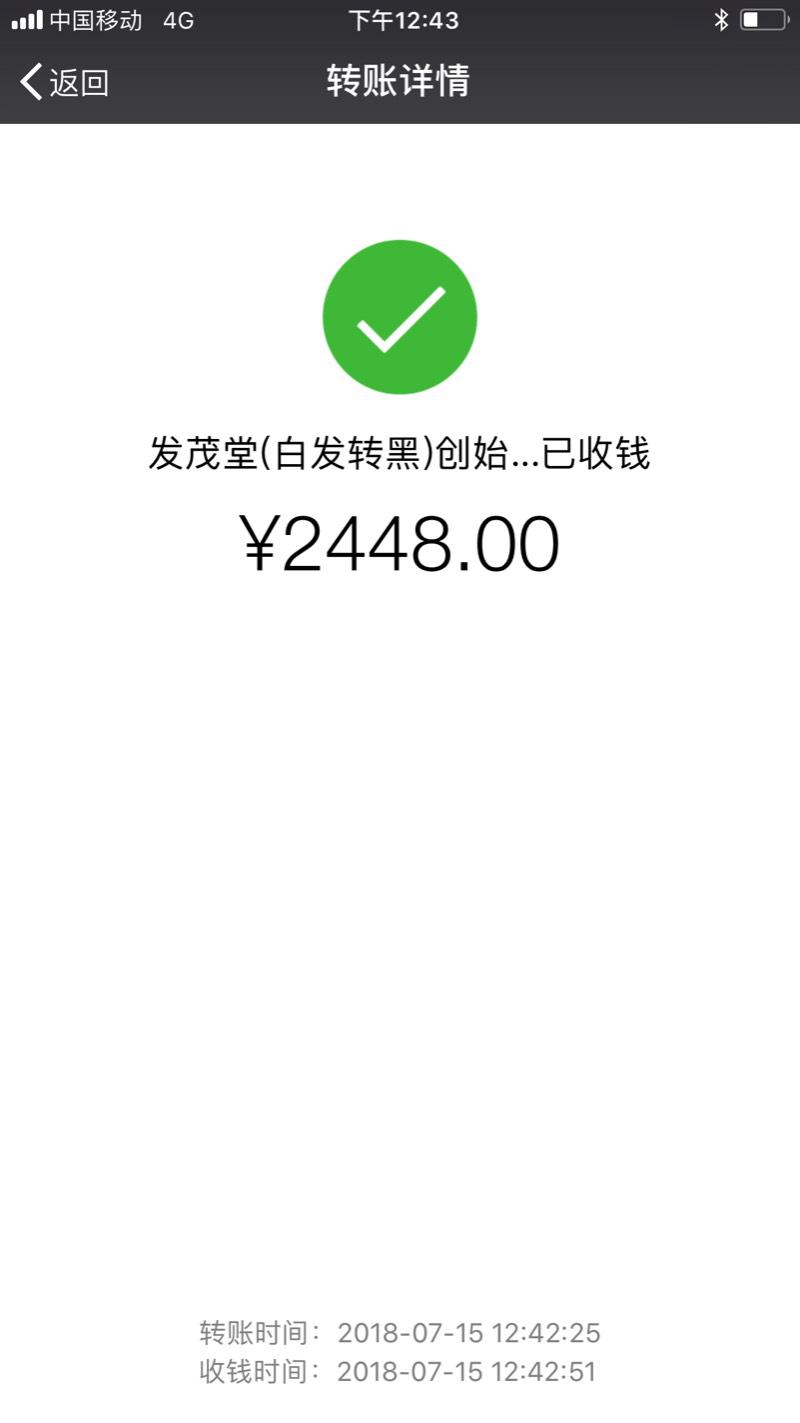 中国移动 4G 下午12:43
返回 转账详情
发茂堂(白发转黑)创始...已收钱
¥2448.00
转账时间：2018-07-15 12:42:25
收钱时间：2018-07-15 12:42:51